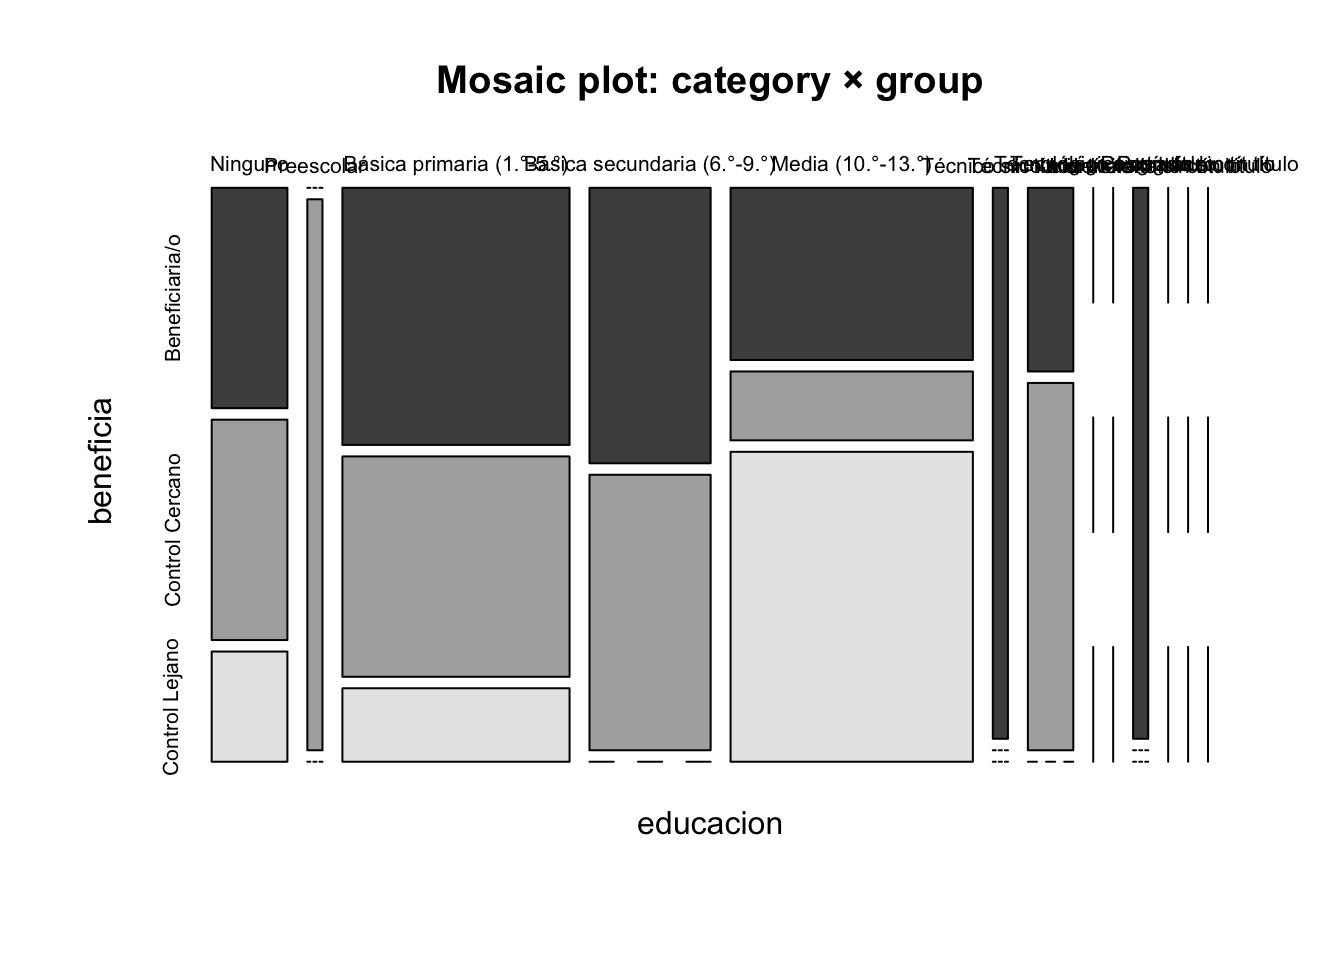 Mosaic plot: category × group
Ninguno
Preescolar
Básica primaria (1.°-5.°)
Básica secundaria (6.°-9.°)
Media (10.°-13.°)
beneficia
Beneficiaria/o
Control Cercano
Control Lejano
educacion